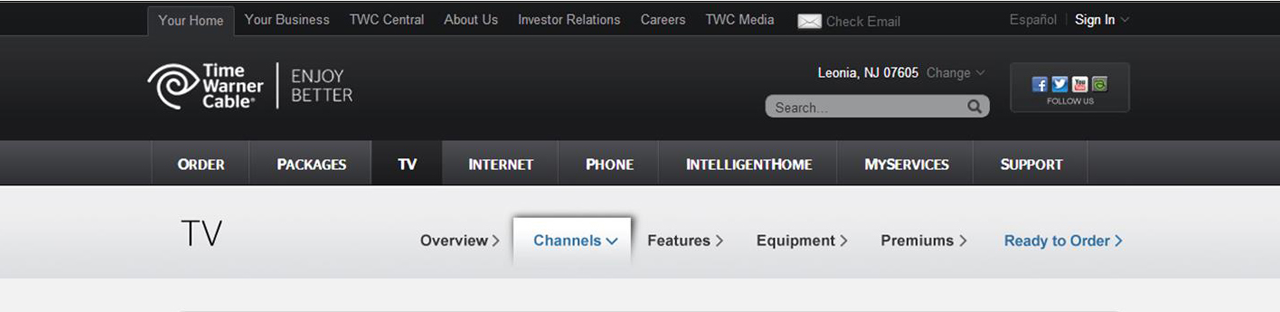 Your Home Your Business TWC Central About Us Investor Relations Careers TWC Media Check Email Español Sign In
Time
Warner
Cable®
ENJOY
BETTER
Leonia, NJ 07605 Change
Search...
FOLLOW US
ORDER PACKAGES TV INTERNET PHONE INTELLIGENTHOME MYSERVICES SUPPORT
TV
Overview Channels Features Equipment Premiums Ready to Order